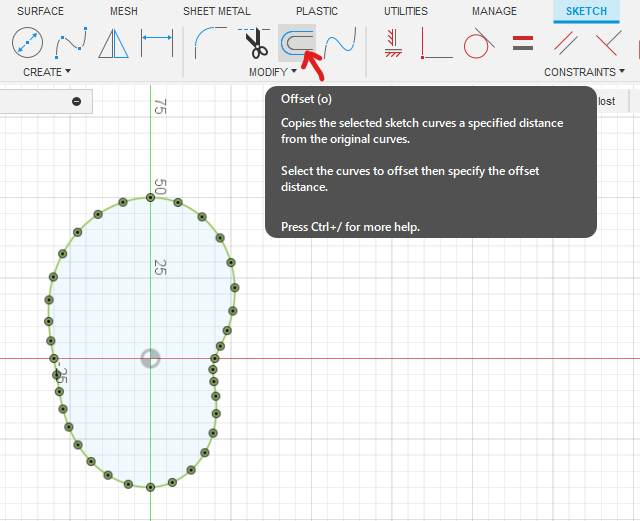 SURFACE MESH SHEET METAL PLASTIC UTILITIES MANAGE SKETCH
CREATE MODIFY CONSTRAINTS
75
Offset (o)
lost
Copies the selected sketch curves a specified distance
from the original curves.
Select the curves to offset then specify the offset
distance.
50
Press Ctrl+/ for more help.
25
-25